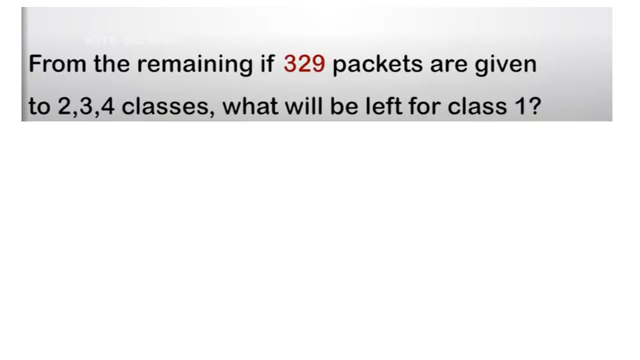 From the remaining if 329 packets are given
to 2,3,4 classes, what will be left for class 1?